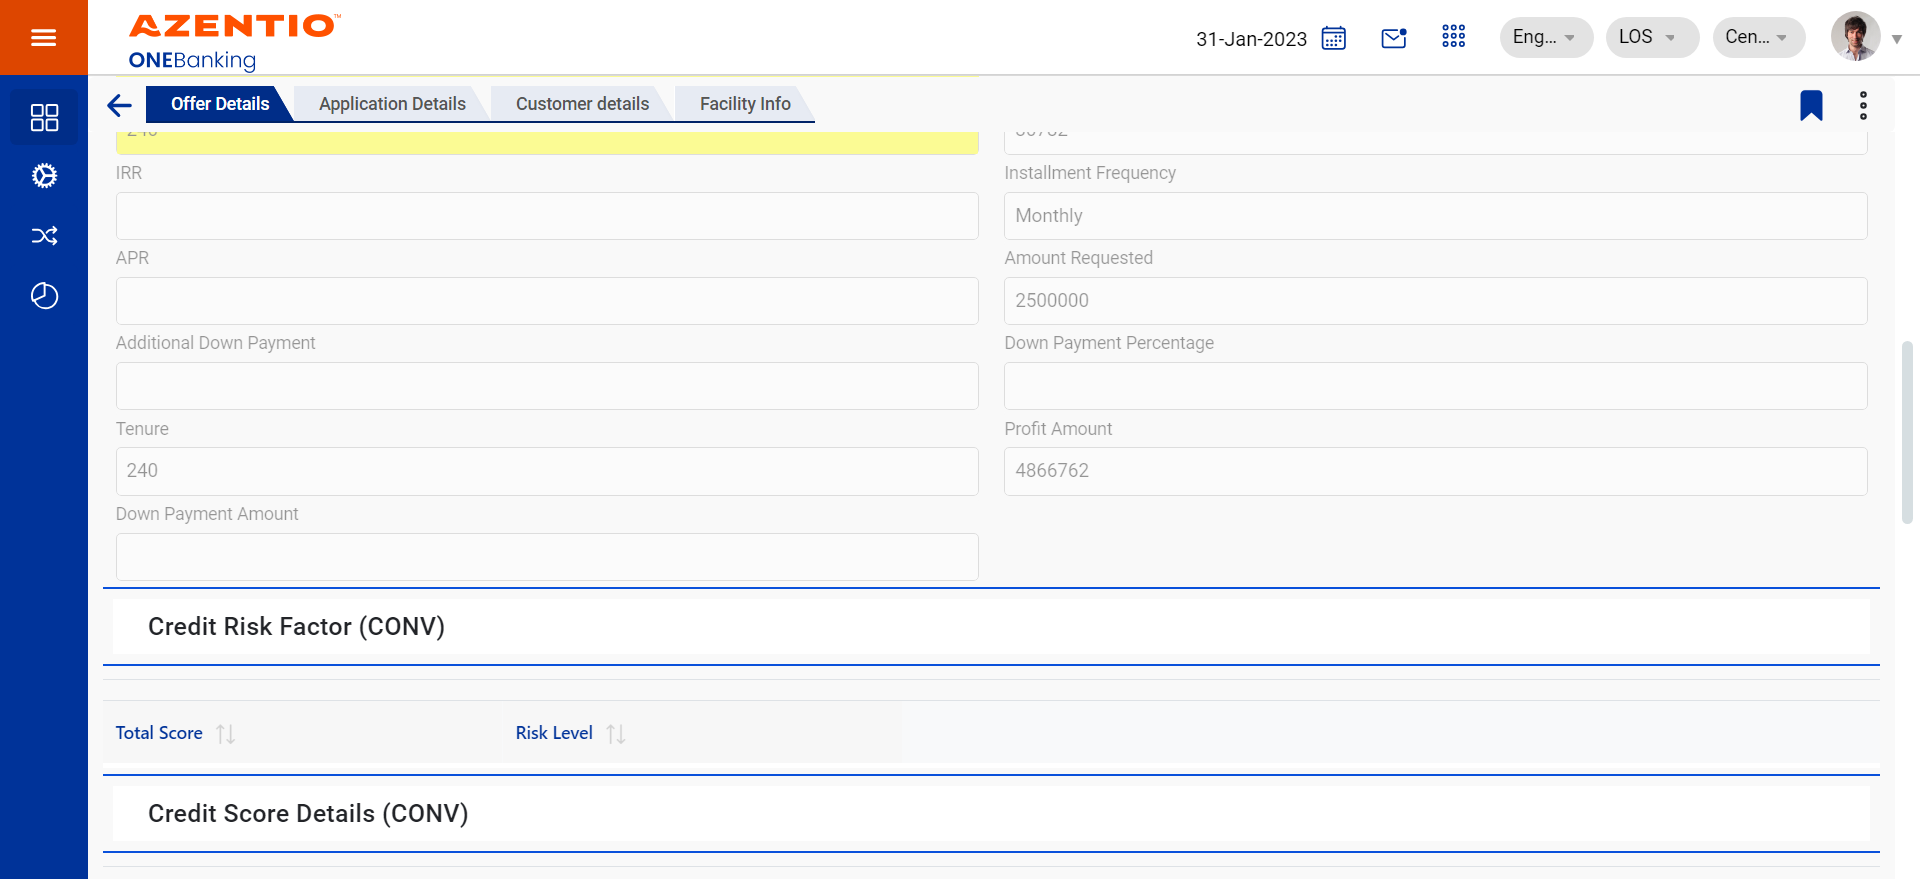 AZENTIO™
ONEBanking
31-Jan-2023
Eng...
LOS
Cen...
Offer Details
Application Details
Customer details
Facility Info
IRR
Installment Frequency
Monthly
APR
Amount Requested
2500000
Additional Down Payment
Down Payment Percentage
Tenure
Profit Amount
240
4866762
Down Payment Amount
Credit Risk Factor (CONV)
Total Score
Risk Level
Credit Score Details (CONV)